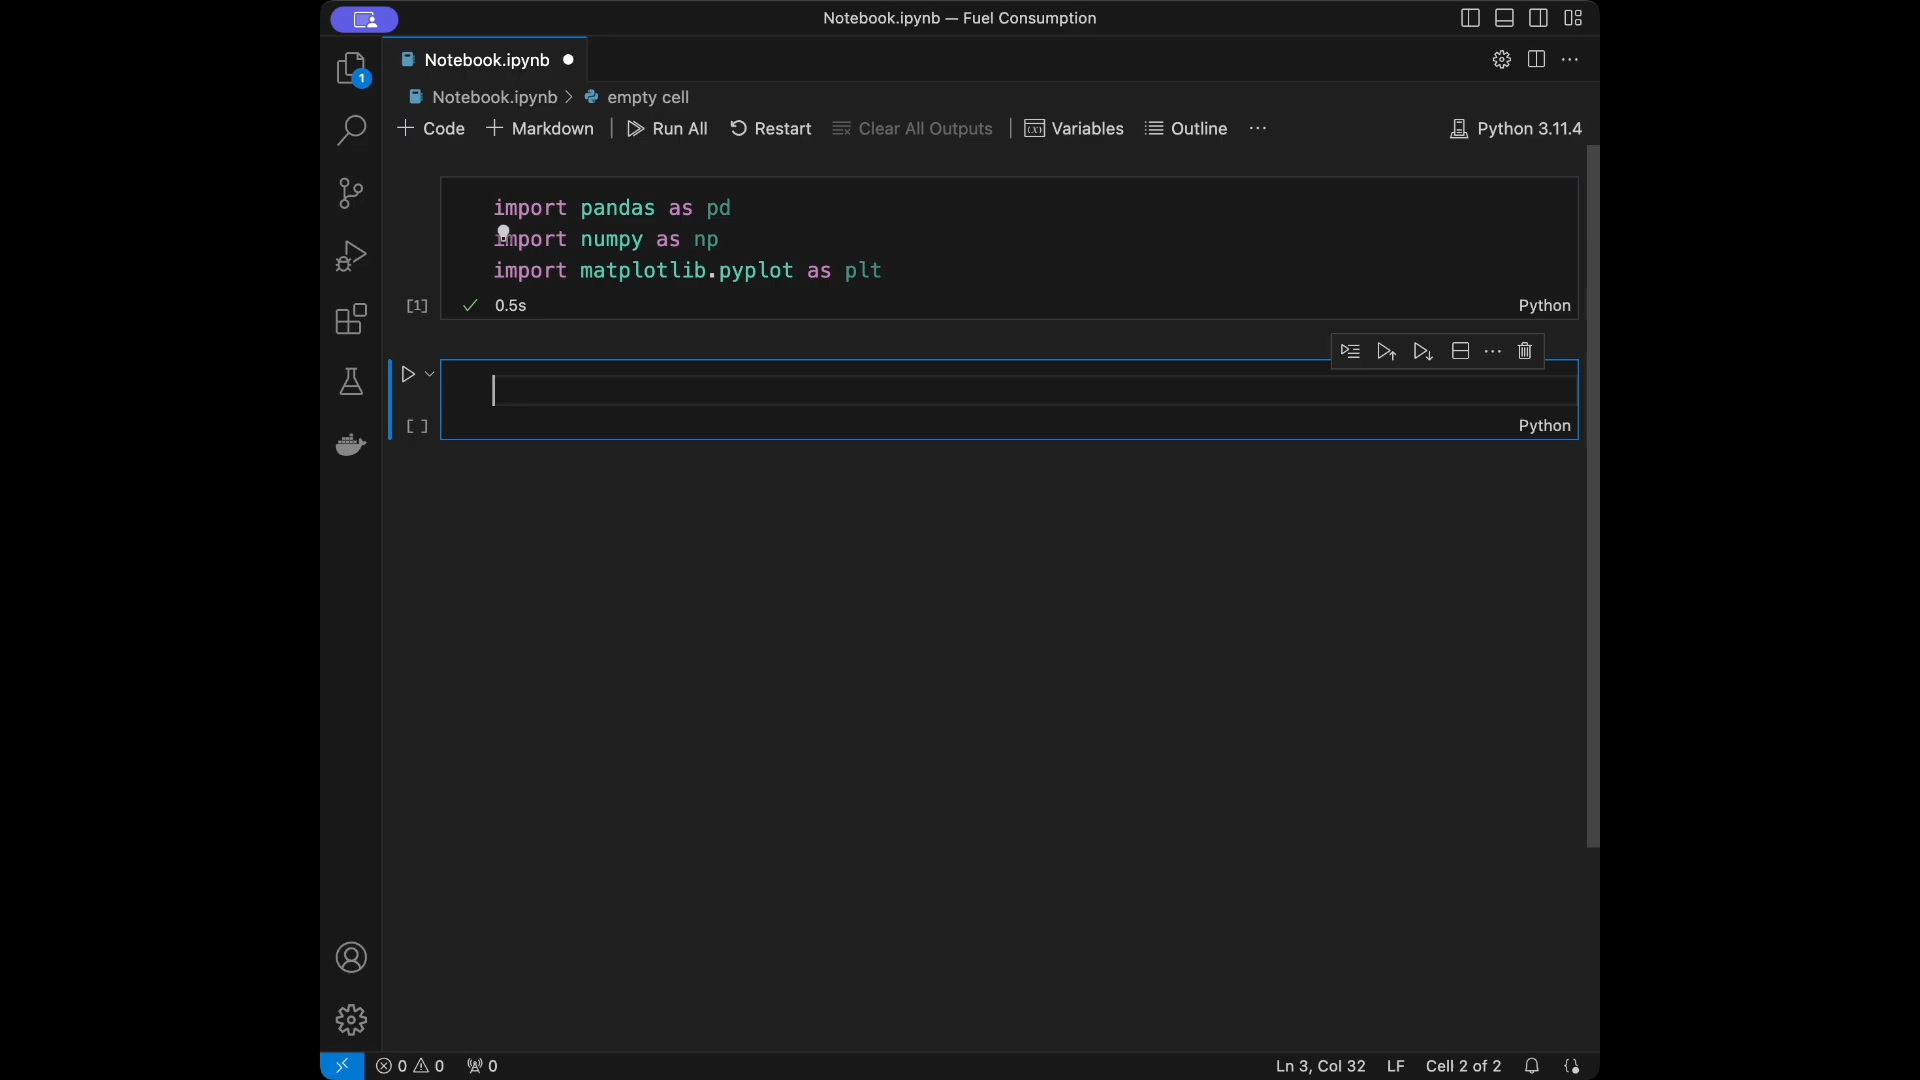 Notebook.ipynb — Fuel Consumption
1
Notebook.ipynb
Notebook.ipynb > empty cell
Code Markdown Run All Restart Clear All Outputs Variables Outline ... Python 3.11.4
import pandas as pd
import numpy as np
import matplotlib.pyplot as plt
[1] 0.5s Python
[ ] Python
0 0 0 Ln 3, Col 32 LF Cell 2 of 2